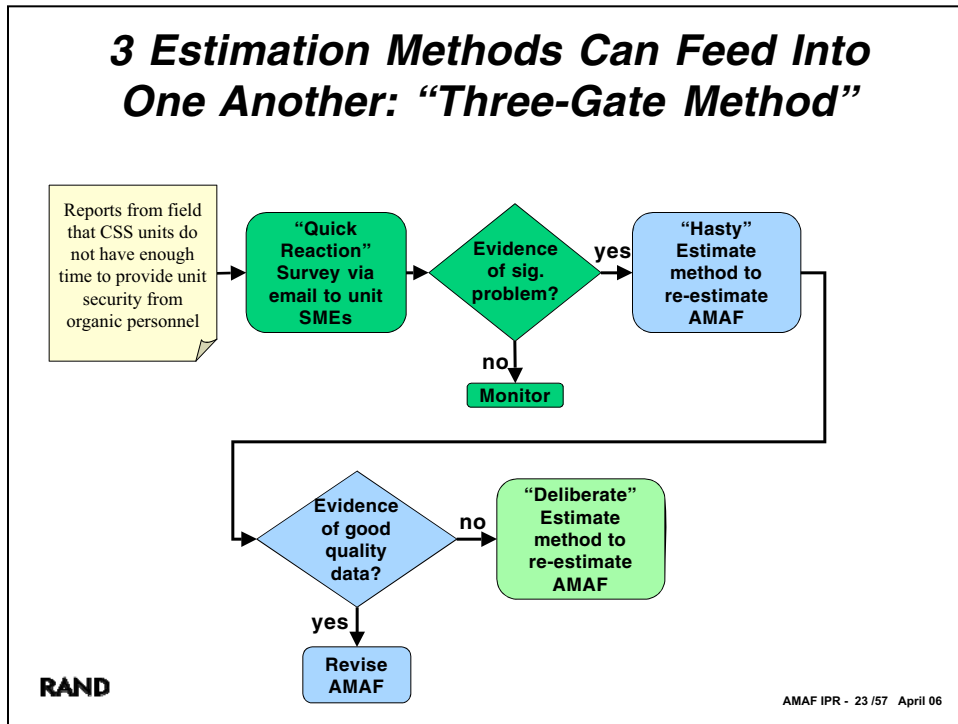 3 Estimation Methods Can Feed Into
One Another: “Three-Gate Method”
Reports from field
that CSS units do
not have enough
time to provide unit
security from
organic personnel
“Quick
Reaction”
Survey via
email to unit
SMEs
Evidence
of sig.
problem?
yes
“Hasty”
Estimate
method to
re-estimate
AMAF
no
Monitor
Evidence
of good
quality
data?
no
“Deliberate”
Estimate
method to
re-estimate
AMAF
yes
Revise
AMAF
RAND
AMAF IPR - 23 /57 April 06